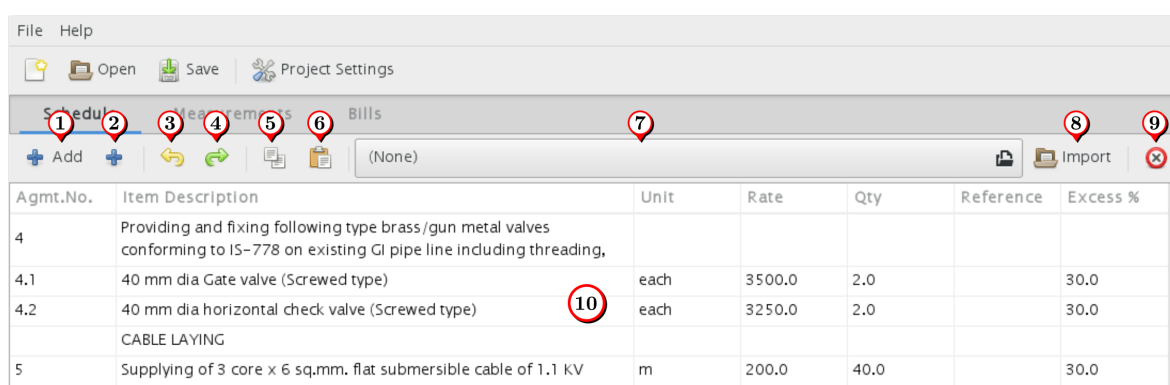 File Help
Open Save Project Settings
Schedule Measurements Bills
1 2 3 4 5 6 7 8 9
Add (None) Import
Agmt.No. Item Description Unit Rate Qty Reference Excess %
4 Providing and fixing following type brass/gun metal valves
conforming to IS-778 on existing GI pipe line including threading,
4.1 40 mm dia Gate valve (Screwed type) each 3500.0 2.0 30.0
10
4.2 40 mm dia horizontal check valve (Screwed type) each 3250.0 2.0 30.0
CABLE LAYING
5 Supplying of 3 core x 6 sq.mm. flat submersible cable of 1.1 KV m 200.0 40.0 30.0